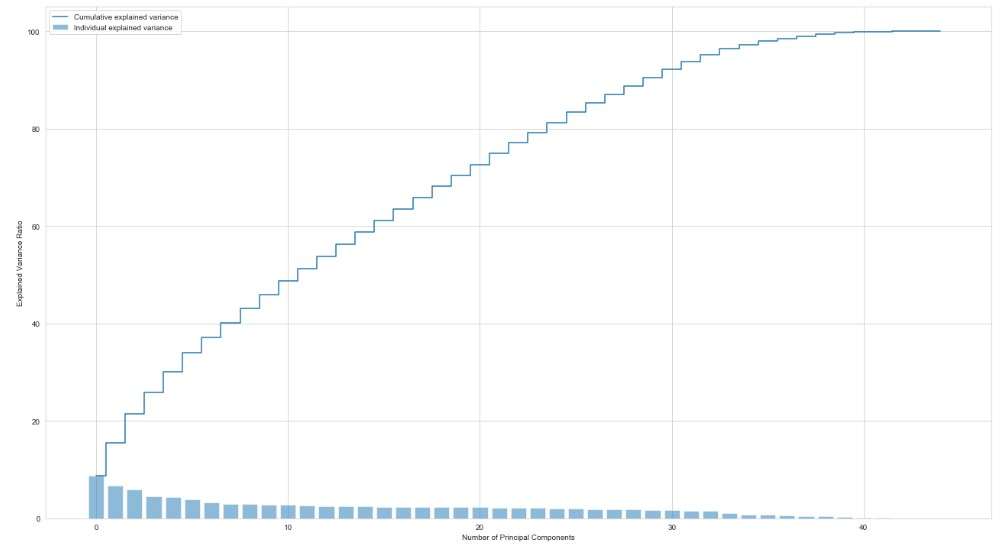 Cumulative explained variance
Individual explained variance
100
80
60
40
20
0
Explained Variance Ratio
0 10 20 30 40
Number of Principal Components